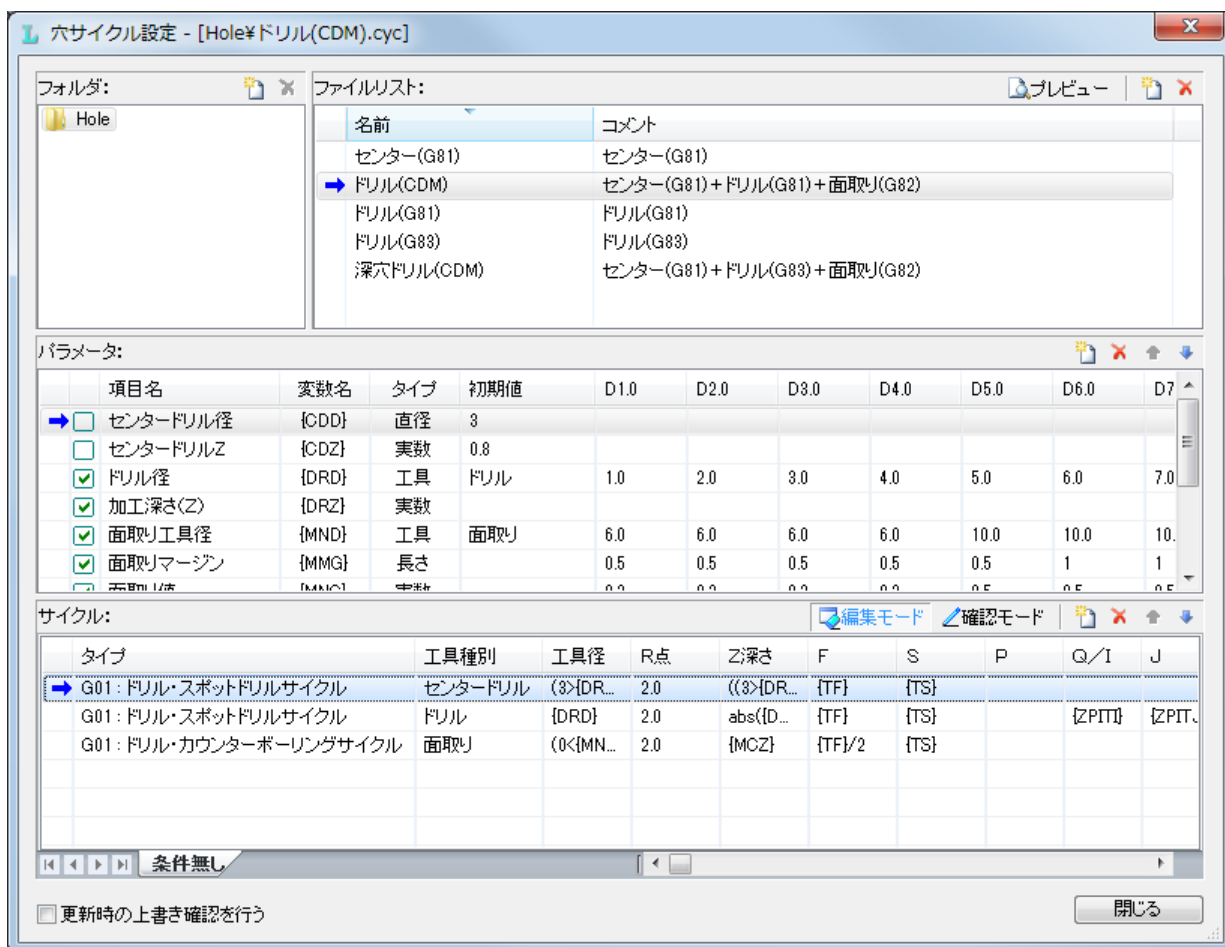 穴サイクル設定 - [Hole¥ドリル(CDM).cyc]
フォルダ:
ファイルリスト: プレビュー
Hole
名前 コメント
センター(G81) センター(G81)
ドリル(CDM) センター(G81)+ドリル(G81)+面取り(G82)
ドリル(G81) ドリル(G81)
ドリル(G83) ドリル(G83)
深穴ドリル(CDM) センター(G81)+ドリル(G83)+面取り(G82)
パラメータ:
項目名 変数名 タイプ 初期値 D1.0 D2.0 D3.0 D4.0 D5.0 D6.0 D7
センタードリル径 {CDD} 直径 3
センタードリルZ {CDZ} 実数 0.8
ドリル径 {DRD} 工具 ドリル 1.0 2.0 3.0 4.0 5.0 6.0 7.0
加工深さ(Z) {DRZ} 実数
面取り工具径 {MND} 工具 面取り 6.0 6.0 6.0 6.0 10.0 10.0 10.
面取りマージン {MMG} 長さ 0.5 0.5 0.5 0.5 0.5 1 1
サイクル: 編集モード 確認モード
タイプ 工具種別 工具径 R点 Z深さ F S P Q/I J
G01:ドリル・スポットドリルサイクル センタードリル (3>{DR... 2.0 ((3>{DR... {TF} {TS}
G01:ドリル・スポットドリルサイクル ドリル {DRD} 2.0 abs({D... {TF} {TS} {ZPITI} {ZPITJ
G01:ドリル・カウンターボーリングサイクル 面取り (0<{MN... 2.0 {MCZ} {TF}/2 {TS}
条件無し
更新時の上書き確認を行う 閉じる